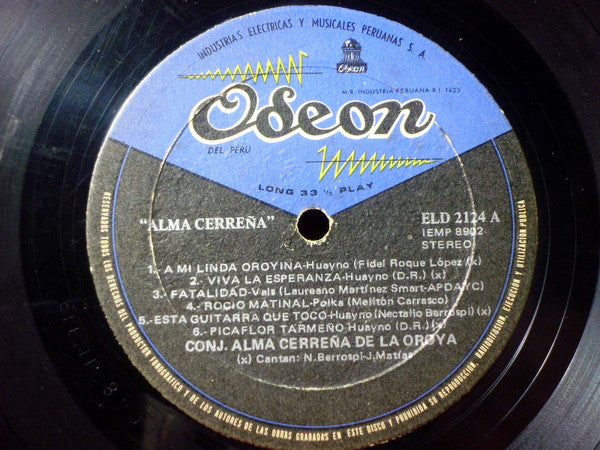 INDUSTRIAS ELECTRICAS Y MUSICALES PERUANAS S. A.
Odeon
M.R. INDUSTRIA PERUANA R.I. 1422
Odeon
DEL PERU
LONG 33 ⅓ PLAY
"ALMA CERREÑA"
ELD 2124 A
IEMP 8902
STEREO
1.- A MI LINDA OROYIÑA-Huayno (Fidel Roque López) (x)
2.- VIVA LA ESPERANZA-Huayno (D.R.) (x)
3.- FATALIDAD-Vals (Laureano Martínez Smart-APDAYC)
4.- ROCIO MATINAL-Polka (Melitón Carrasco)
5.-ESTA GUITARRA QUE TOCO-Huayno (Nectalio Berrospi) (x)
6.- PICAFLOR TARMEÑO-Huayno (D.R.) (x)
CONJ. ALMA CERREÑA DE LA OROYA
(x) Cantan: N.Berrospi-J.Matías
RESERVADOS TODOS LOS DERECHOS DEL PRODUCTOR FONOGRAFICO Y DE LOS AUTORES DE LAS OBRAS GRABADAS EN ESTE DISCO Y PROHIBIDA SU REPRODUCCION, RADIODIFUSION, EJECUCION Y UTILIZACION PUBLICA